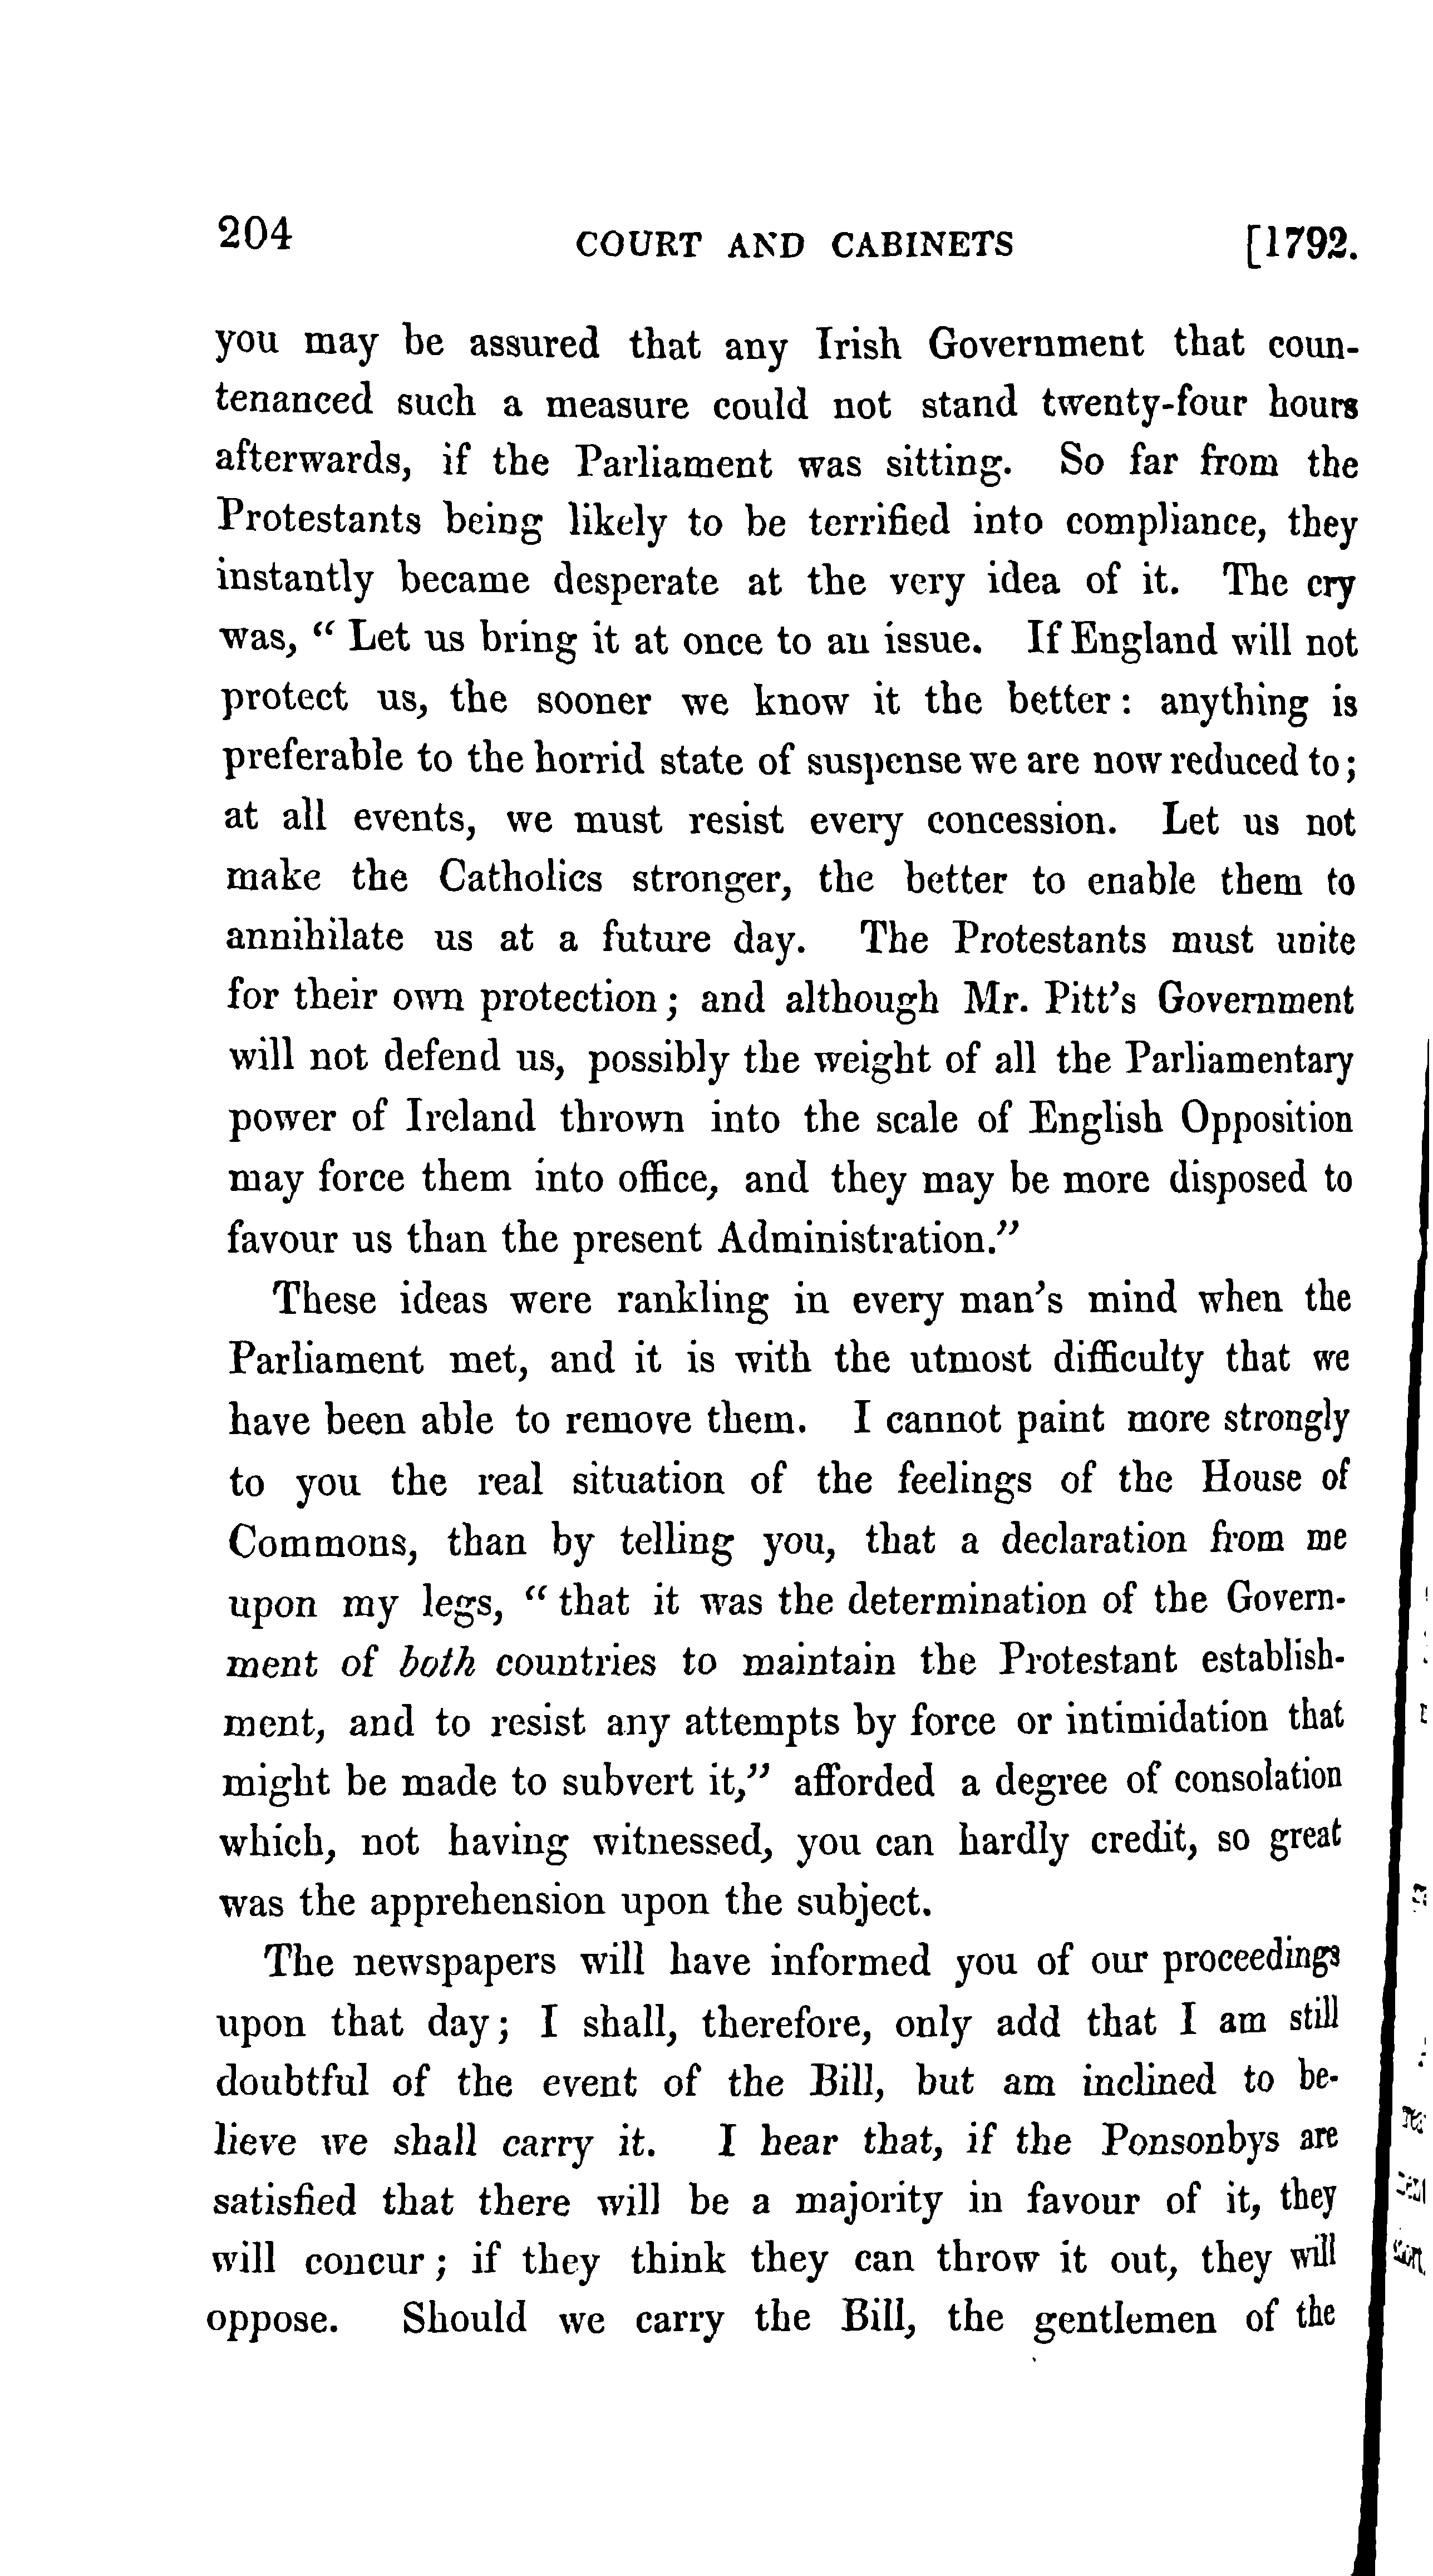 204 COURT AND CABINETS [1792.
you may be assured that any Irish Government that coun-
tenanced such a measure could not stand twenty-four hours
afterwards, if the Parliament was sitting. So far from the
Protestants being likely to be terrified into compliance, they
instantly became desperate at the very idea of it. The cry
was, “ Let us bring it at once to an issue. If England will not
protect us, the sooner we know it the better : anything is
preferable to the horrid state of suspense we are now reduced to ;
at all events, we must resist every concession. Let us not
make the Catholics stronger, the better to enable them to
annihilate us at a future day. The Protestants must unite
for their own protection ; and although Mr. Pitt’s Government
will not defend us, possibly the weight of all the Parliamentary
power of Ireland thrown into the scale of English Opposition
may force them into office, and they may be more disposed to
favour us than the present Administration.”
These ideas were rankling in every man’s mind when the
Parliament met, and it is with the utmost difficulty that we
have been able to remove them. I cannot paint more strongly
to you the real situation of the feelings of the House of
Commons, than by telling you, that a declaration from me
upon my legs, “ that it was the determination of the Govern-
ment of both countries to maintain the Protestant establish-
ment, and to resist any attempts by force or intimidation that
might be made to subvert it,” afforded a degree of consolation
which, not having witnessed, you can hardly credit, so great
was the apprehension upon the subject.
The newspapers will have informed you of our proceedings
upon that day ; I shall, therefore, only add that I am still
doubtful of the event of the Bill, but am inclined to be-
lieve we shall carry it. I hear that, if the Ponsonbys are
satisfied that there will be a majority in favour of it, they
will concur ; if they think they can throw it out, they will
oppose. Should we carry the Bill, the gentlemen of the